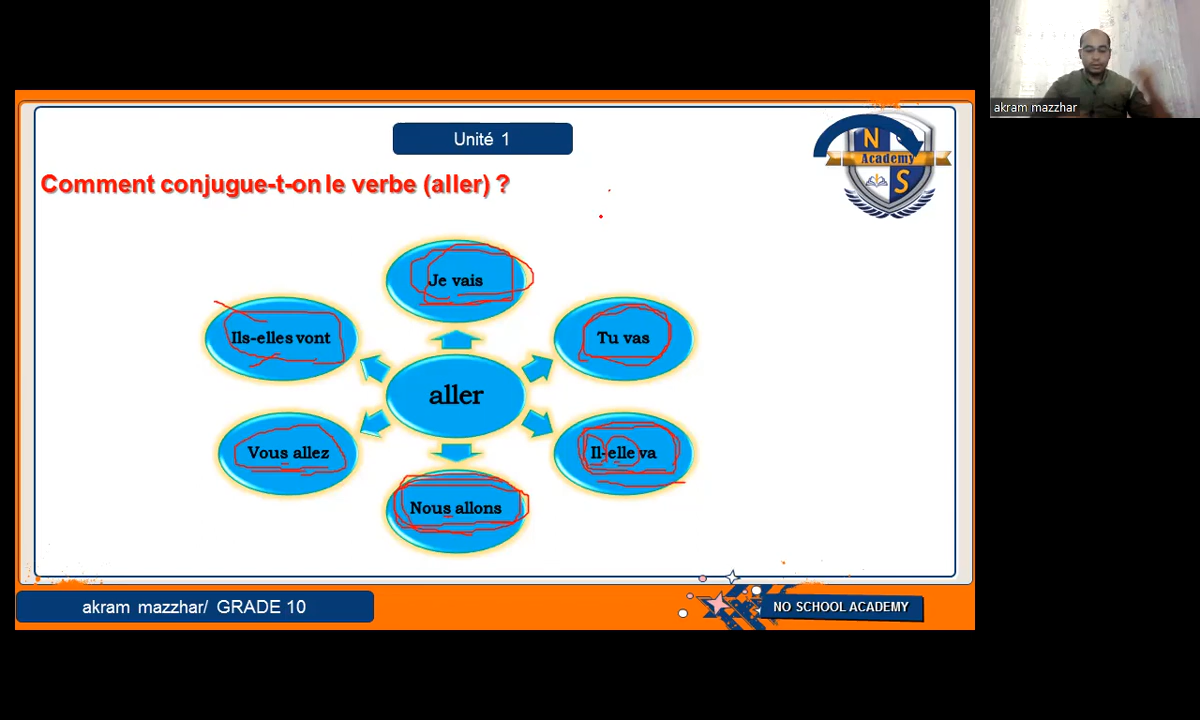 akram mazzhar
Unité 1
N
Academy
S
Comment conjugue-t-on le verbe (aller) ?
Je vais
Ils-elles vont
Tu vas
aller
Vous allez
Il-elle va
Nous allons
akram mazzhar/ GRADE 10
NO SCHOOL ACADEMY